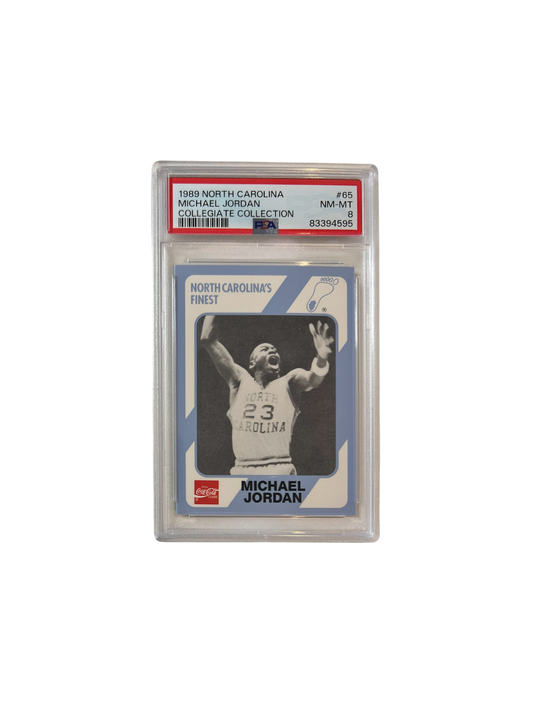 1989 NORTH CAROLINA #65
MICHAEL JORDAN NM-MT
COLLEGIATE COLLECTION 8
PSA 83394595
NORTH CAROLINA'S
FINEST
®
NORTH
23
CAROLINA
Coca-Cola
MICHAEL
JORDAN